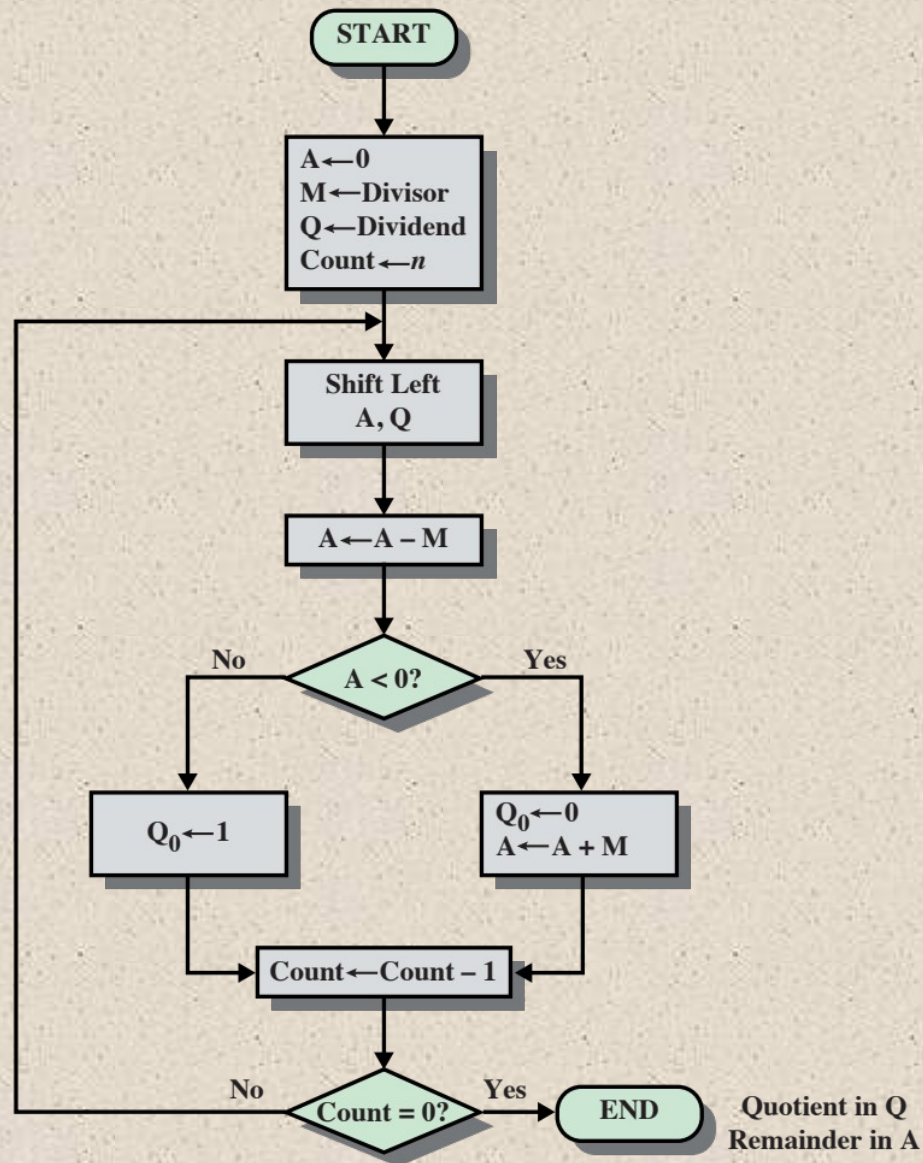 START
A←0
M←Divisor
Q←Dividend
Count←n
Shift Left
A, Q
A←A – M
No
Yes
A < 0?
Q₀←1
Q₀←0
A←A + M
Count←Count – 1
No
Yes
Count = 0?
END
Quotient in Q
Remainder in A